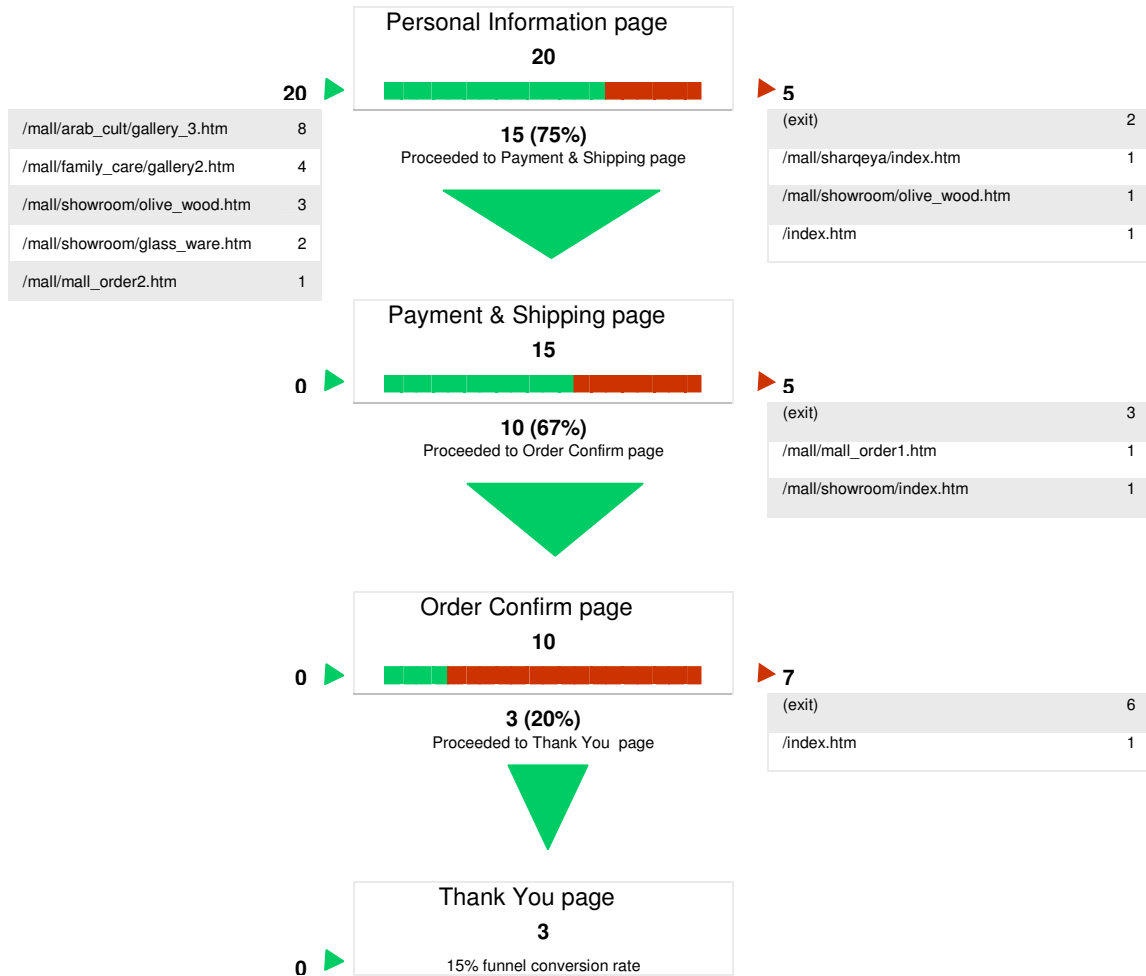 Personal Information page
20
20
5
/mall/arab_cult/gallery_3.htm 8
/mall/family_care/gallery2.htm 4
/mall/showroom/olive_wood.htm 3
/mall/showroom/glass_ware.htm 2
/mall/mall_order2.htm 1
(exit) 2
/mall/sharqeya/index.htm 1
/mall/showroom/olive_wood.htm 1
/index.htm 1
15 (75%)
Proceeded to Payment & Shipping page
Payment & Shipping page
15
0
5
(exit) 3
/mall/mall_order1.htm 1
/mall/showroom/index.htm 1
10 (67%)
Proceeded to Order Confirm page
Order Confirm page
10
0
7
(exit) 6
/index.htm 1
3 (20%)
Proceeded to Thank You page
Thank You page
3
0
15% funnel conversion rate